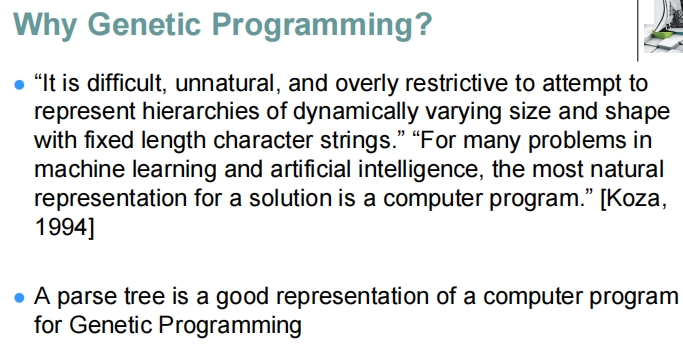 Why Genetic Programming?
● “It is difficult, unnatural, and overly restrictive to attempt to
represent hierarchies of dynamically varying size and shape
with fixed length character strings.” “For many problems in
machine learning and artificial intelligence, the most natural
representation for a solution is a computer program.” [Koza,
1994]
● A parse tree is a good representation of a computer program
for Genetic Programming